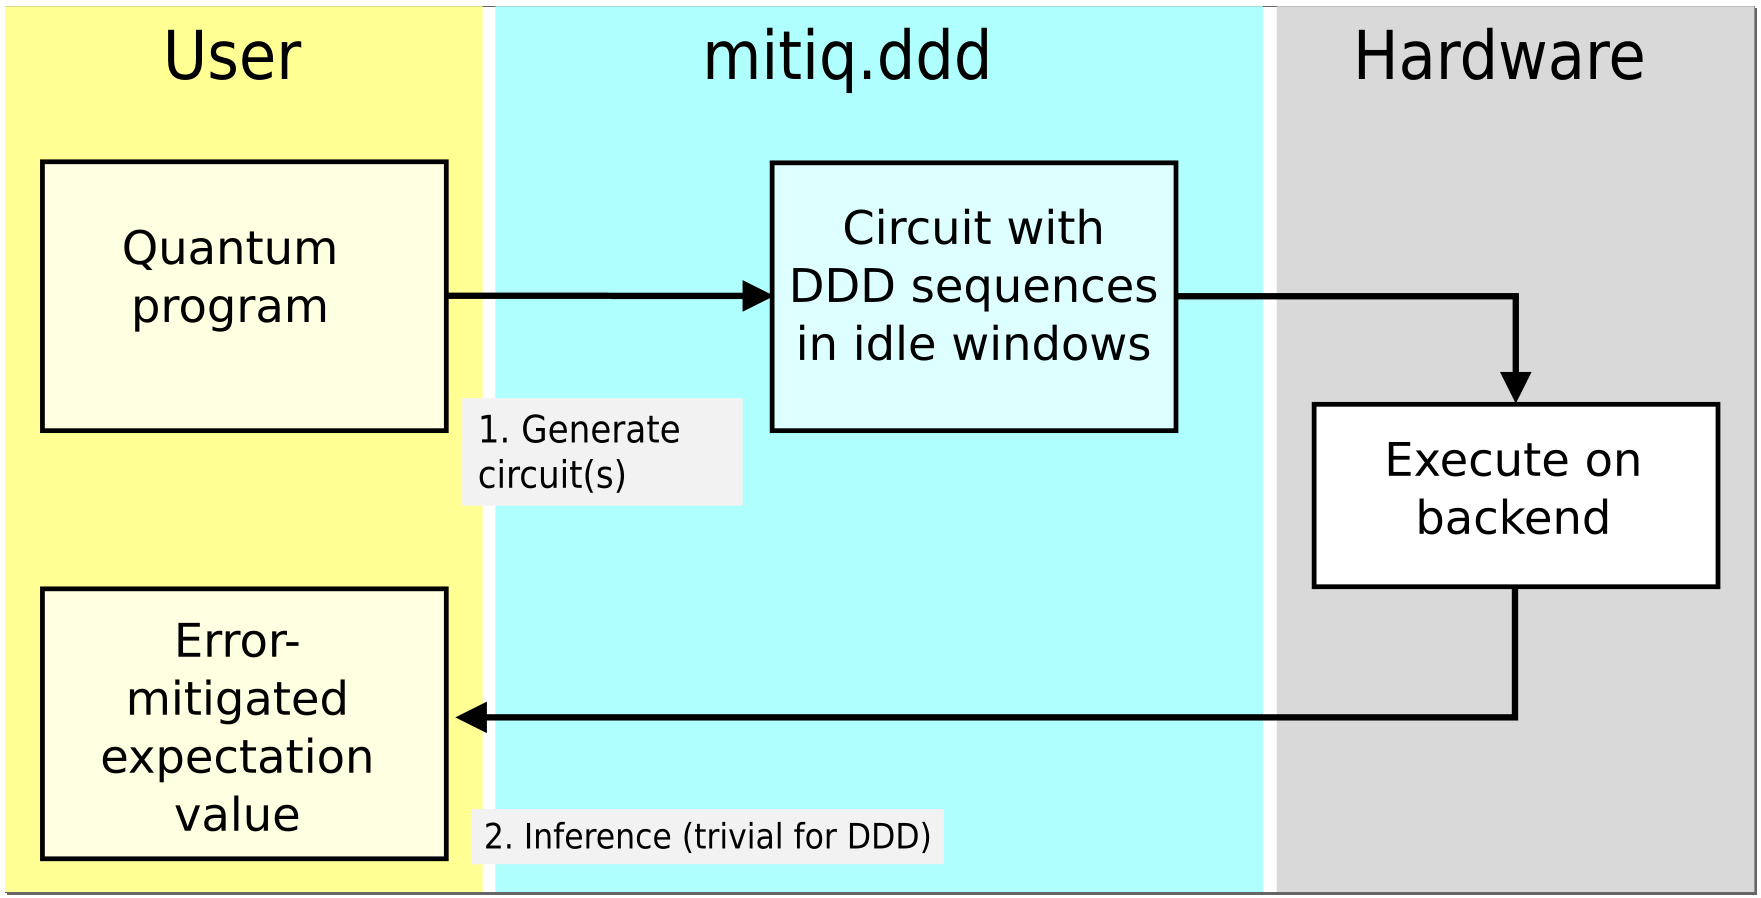 User
mitiq.ddd
Hardware
Quantum
program
Circuit with
DDD sequences
in idle windows
1. Generate
circuit(s)
Execute on
backend
Error-
mitigated
expectation
value
2. Inference (trivial for DDD)